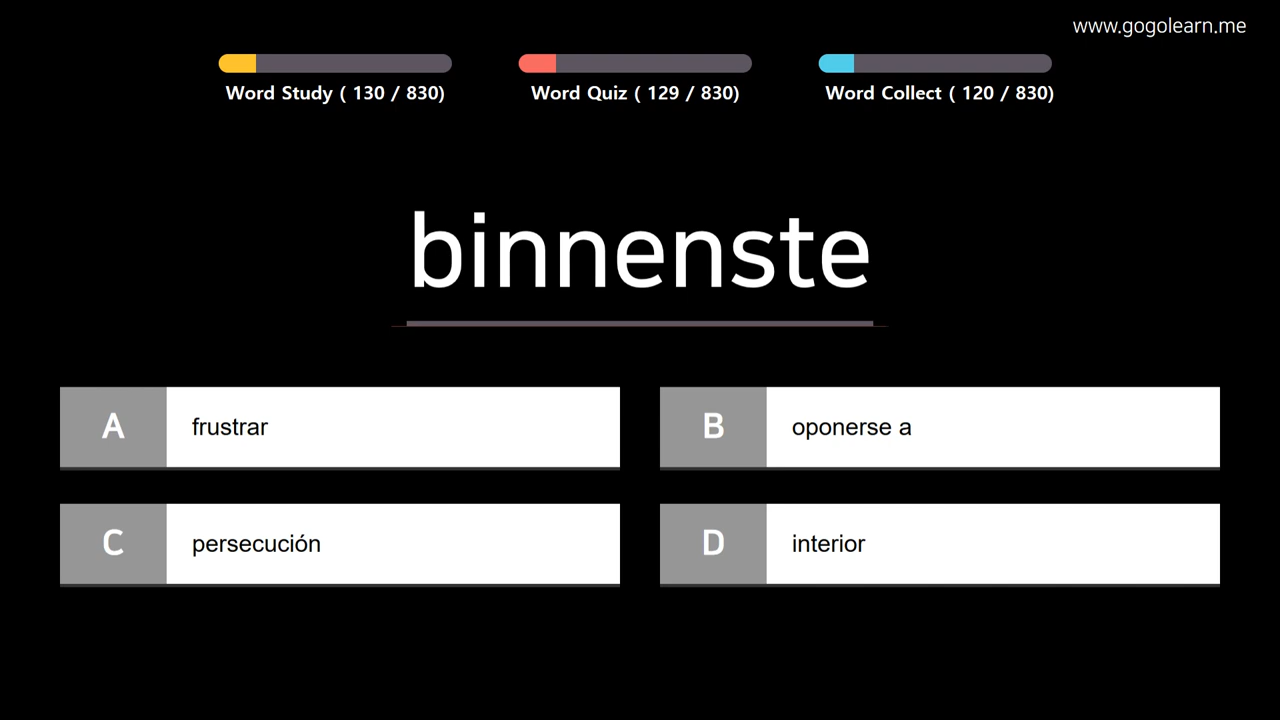 www.gogolearn.me
Word Study ( 130 / 830)
Word Quiz ( 129 / 830)
Word Collect ( 120 / 830)
binnenste
A frustrar
B oponerse a
C persecución
D interior